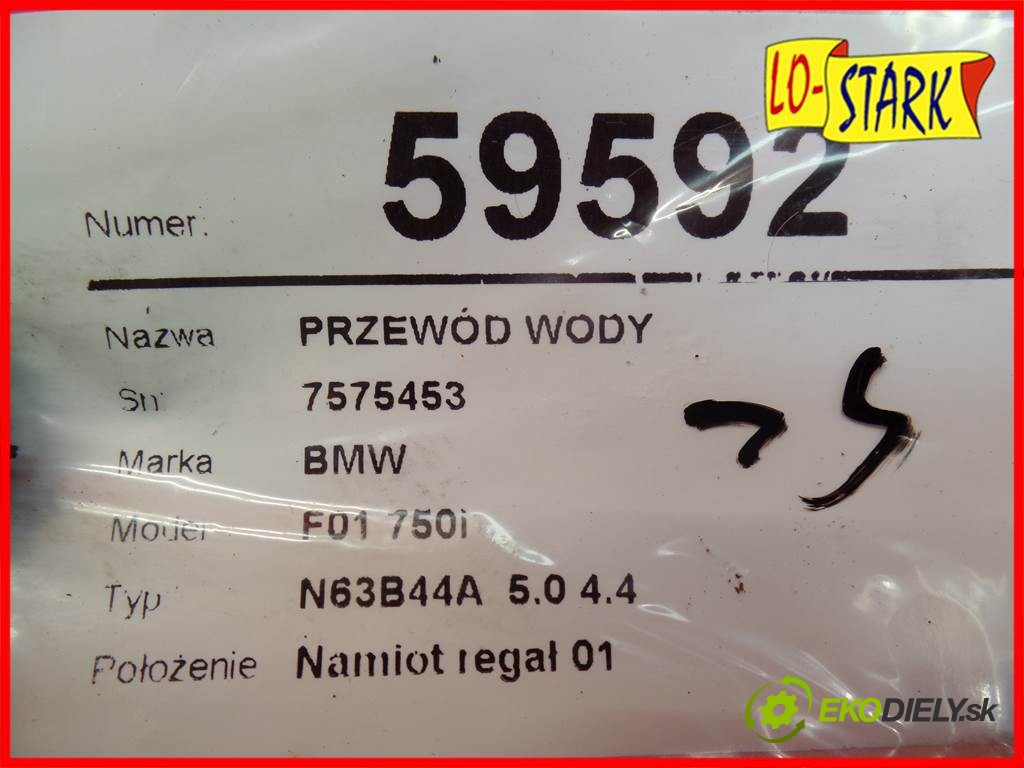 LO-STARK
Numer: 59592
Nazwa PRZEWÓD WODY
Sn 7575453
Marka BMW
Model F01 750i
Typ N63B44A 5.0 4.4
Położenie Namiot regał 01
EKODIELY.sk